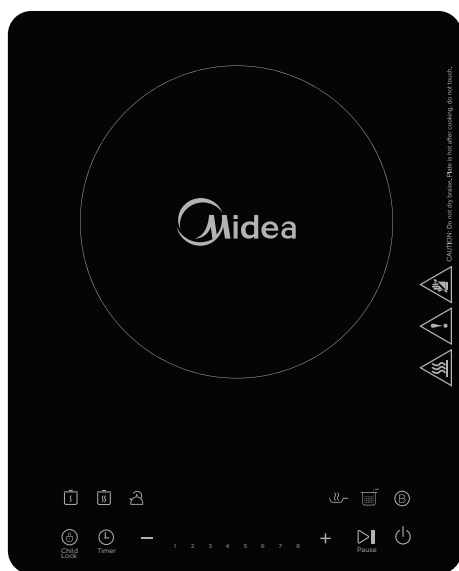 CAUTION: Do not dry braise. Plate is hot after cooking, do not touch.
Midea
B
Child
Lock
Timer
−
1 2 3 4 5 6 7 8
+
Pause